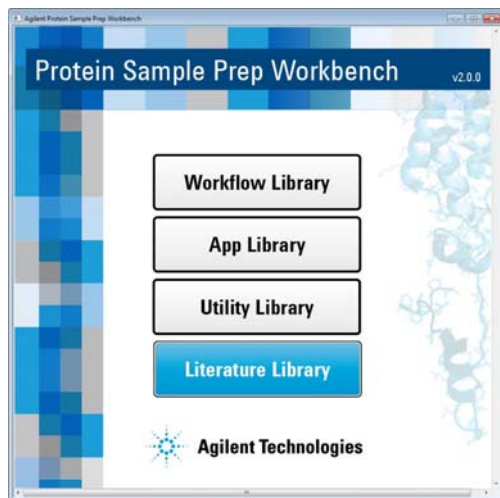 Agilent Protein Sample Prep Workbench
Protein Sample Prep Workbench v2.0.0
Workflow Library
App Library
Utility Library
Literature Library
Agilent Technologies